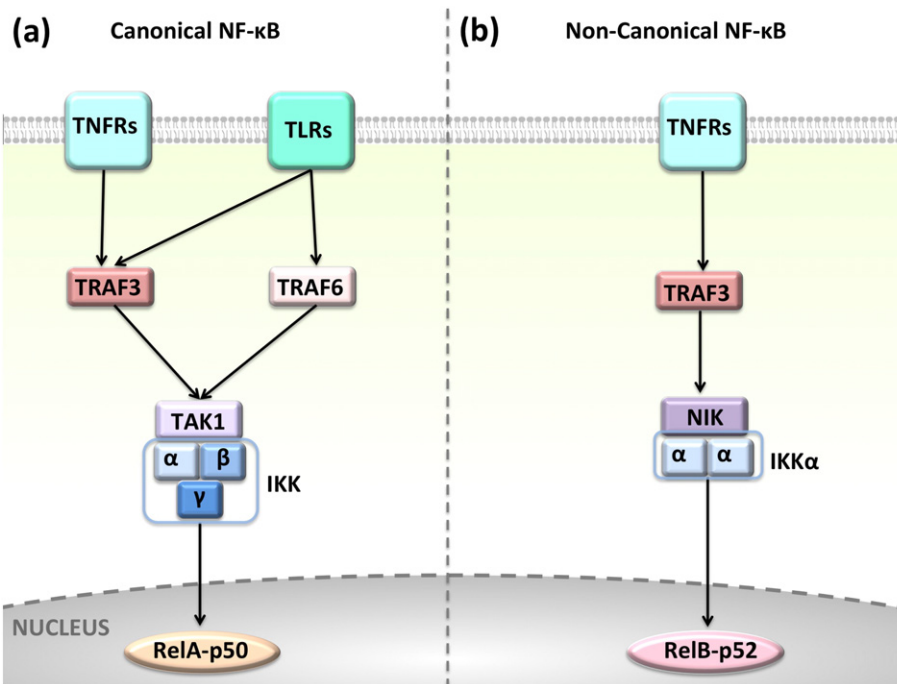 (a) Canonical NF-κB
TNFRs
TLRs
TRAF3
TRAF6
TAK1
α β
γ
IKK
NUCLEUS
RelA-p50
(b) Non-Canonical NF-κB
TNFRs
TRAF3
NIK
α α
IKKα
RelB-p52